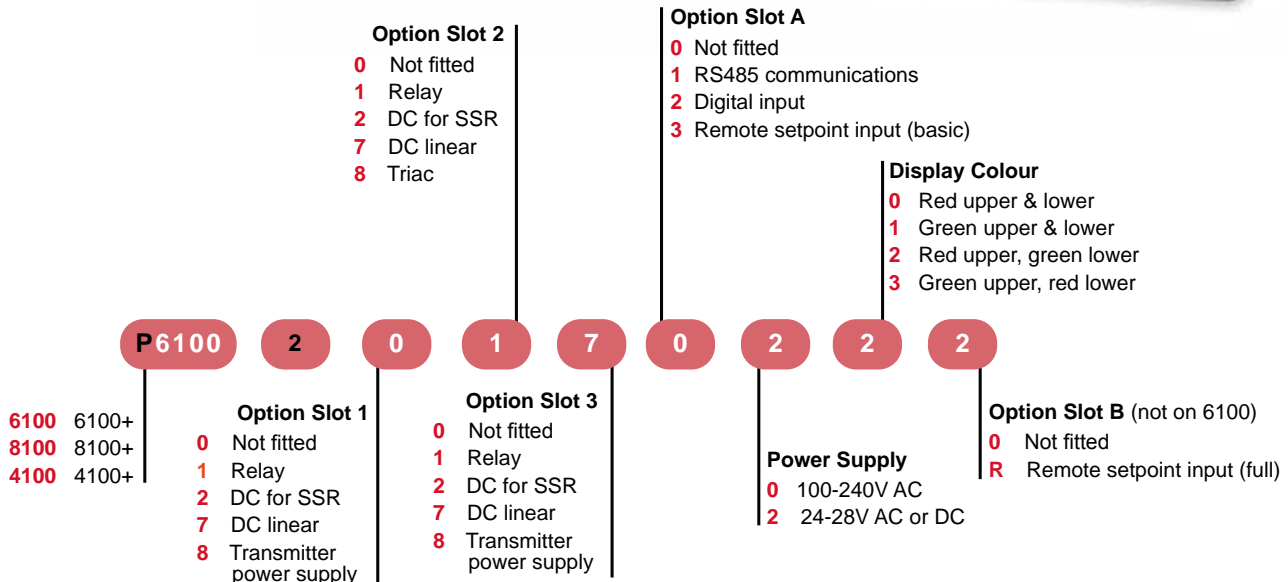 Option Slot 2
0 Not fitted
1 Relay
2 DC for SSR
7 DC linear
8 Triac
Option Slot A
0 Not fitted
1 RS485 communications
2 Digital input
3 Remote setpoint input (basic)
Display Colour
0 Red upper & lower
1 Green upper & lower
2 Red upper, green lower
3 Green upper, red lower
P6100 2 0 1 7 0 2 2 2
6100 6100+
8100 8100+
4100 4100+
Option Slot 1
0 Not fitted
1 Relay
2 DC for SSR
7 DC linear
8 Transmitter
power supply
Option Slot 3
0 Not fitted
1 Relay
2 DC for SSR
7 DC linear
8 Transmitter
power supply
Power Supply
0 100-240V AC
2 24-28V AC or DC
Option Slot B (not on 6100)
0 Not fitted
R Remote setpoint input (full)